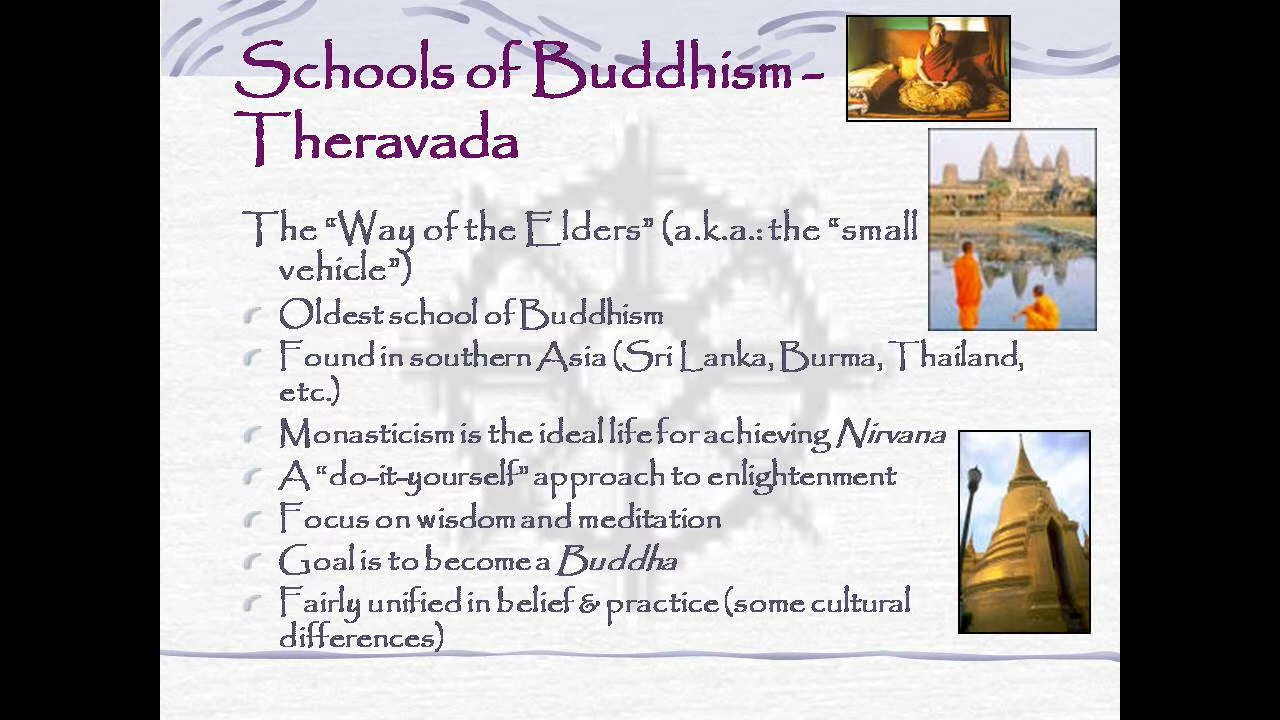 Schools of Buddhism -
Theravada
The “Way of the Elders” (a.k.a.: the “small
vehicle”)
Oldest school of Buddhism
Found in southern Asia (Sri Lanka, Burma, Thailand,
etc.)
Monasticism is the ideal life for achieving Nirvana
A “do-it-yourself” approach to enlightenment
Focus on wisdom and meditation
Goal is to become a Buddha
Fairly unified in belief & practice (some cultural
differences)